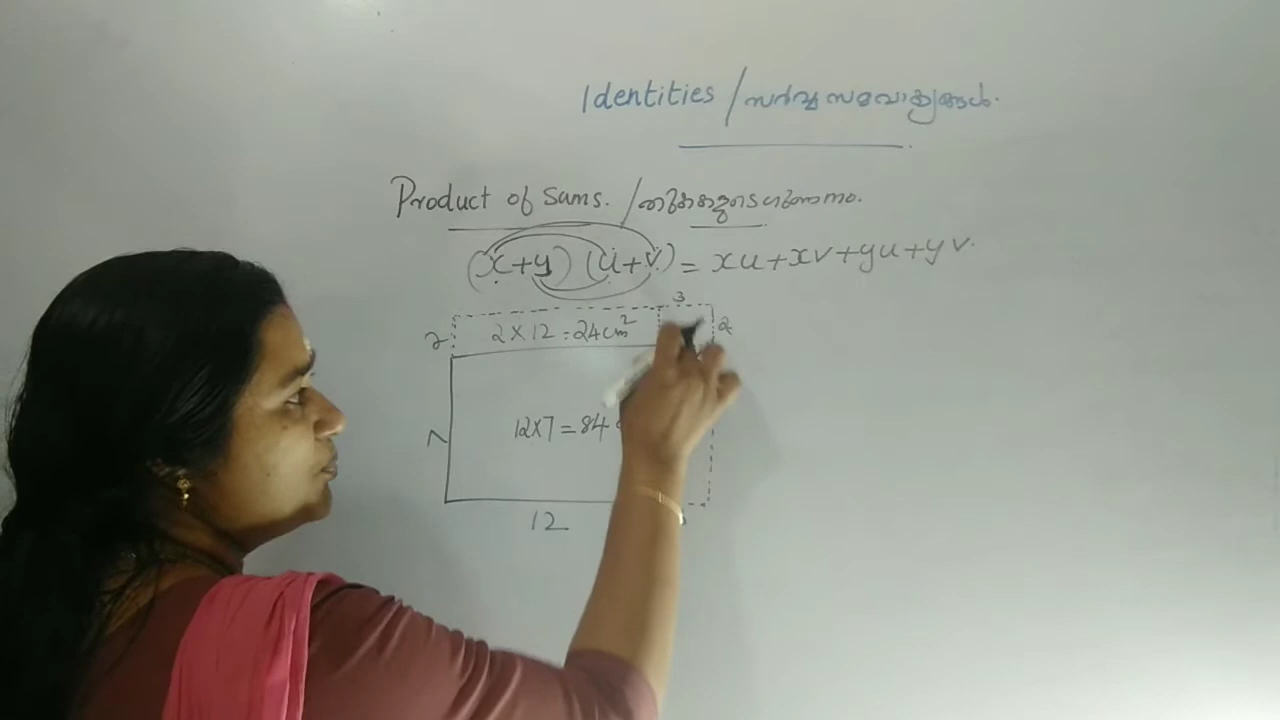 Identities / സർവ്വസമവാക്യങ്ങൾ.
Product of Sums. / തുകകളുടെ ഗുണനം.
(x+y) (u+v) = xu+xv+yu+yv.
3
2 2×12=24cm² 2
7 12×7=84
12